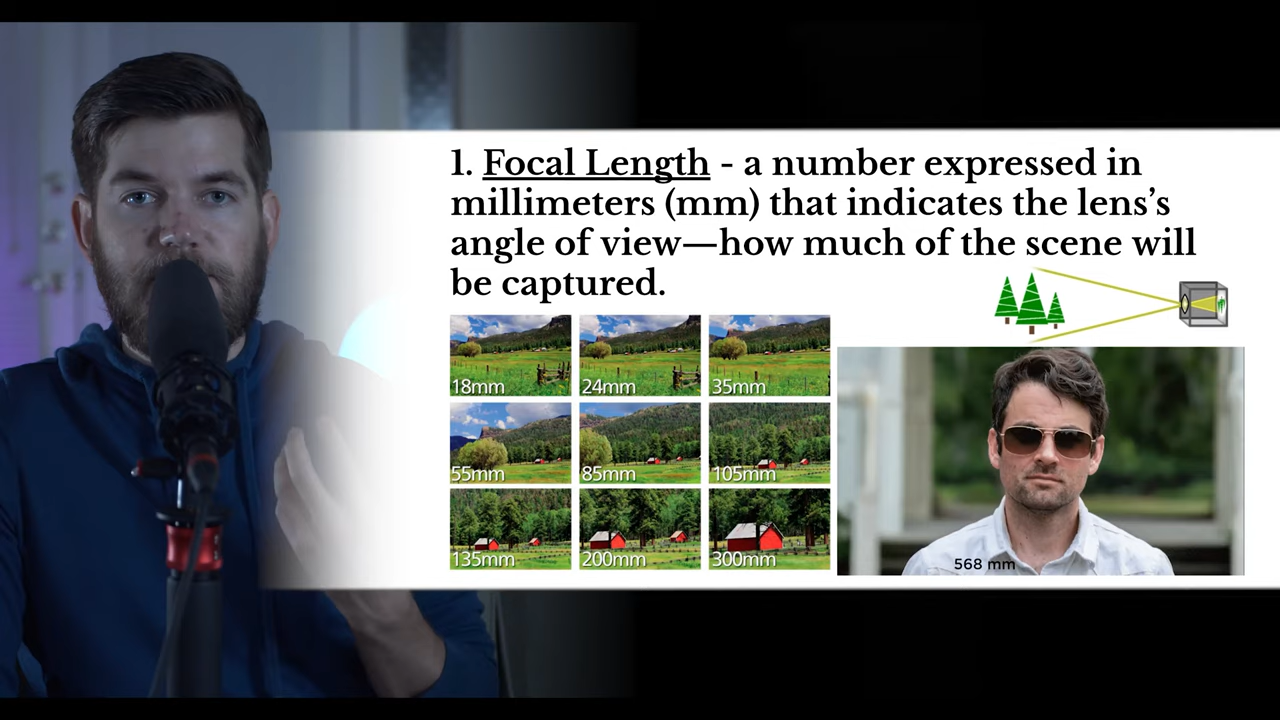 1. Focal Length - a number expressed in
millimeters (mm) that indicates the lens’s
angle of view—how much of the scene will
be captured.
18mm
24mm
35mm
55mm
85mm
105mm
135mm
200mm
300mm
568 mm